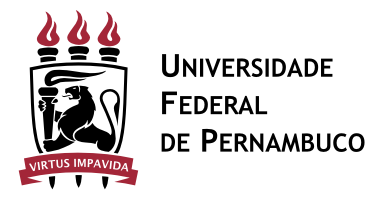 UNIVERSIDADE
FEDERAL
DE PERNAMBUCO
VIRTUS IMPAVIDA